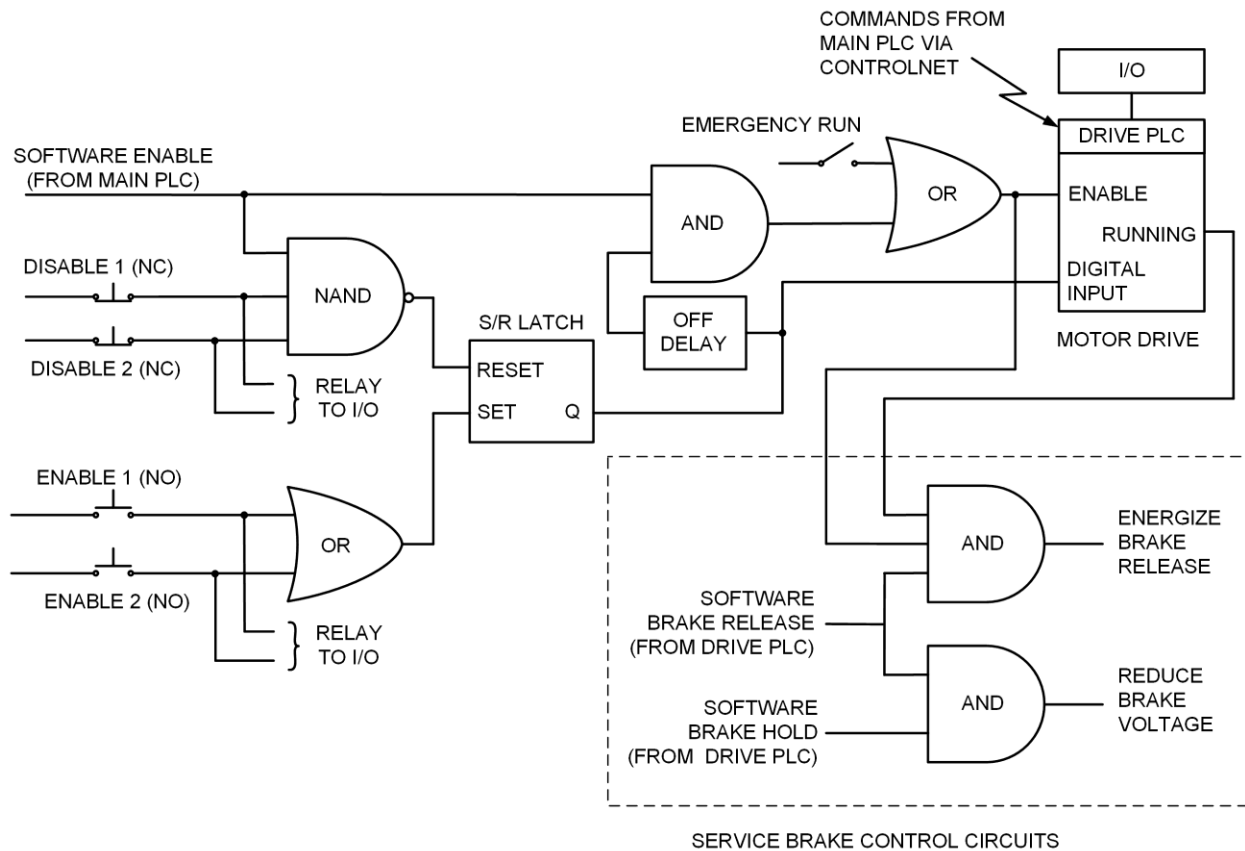 COMMANDS FROM
MAIN PLC VIA
CONTROLNET
I/O
DRIVE PLC
EMERGENCY RUN
SOFTWARE ENABLE
(FROM MAIN PLC)
AND
OR
ENABLE
RUNNING
DIGITAL
INPUT
MOTOR DRIVE
DISABLE 1 (NC)
NAND
DISABLE 2 (NC)
RELAY
TO I/O
S/R LATCH
RESET
SET
Q
OFF
DELAY
ENABLE 1 (NO)
OR
ENABLE 2 (NO)
RELAY
TO I/O
AND
ENERGIZE
BRAKE
RELEASE
SOFTWARE
BRAKE RELEASE
(FROM DRIVE PLC)
AND
REDUCE
BRAKE
VOLTAGE
SOFTWARE
BRAKE HOLD
(FROM DRIVE PLC)
SERVICE BRAKE CONTROL CIRCUITS